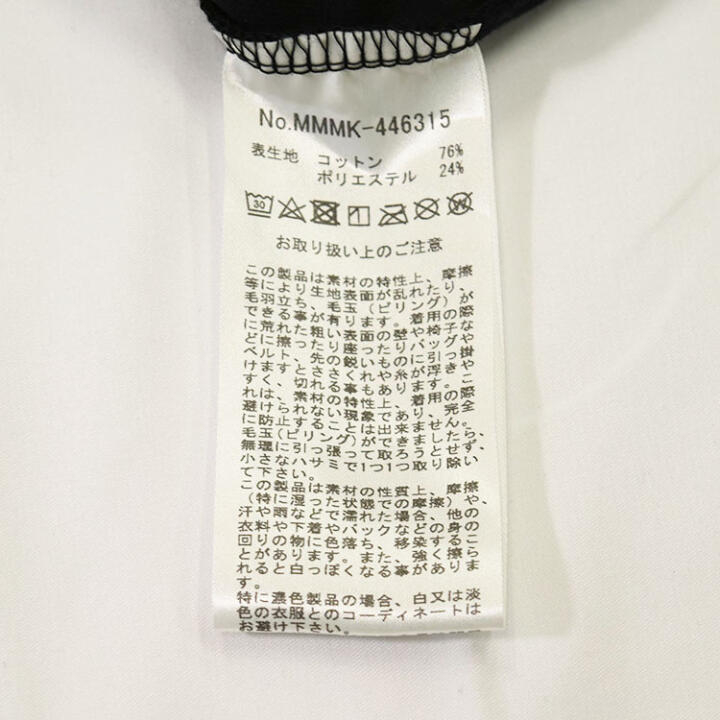 No.MMMK-446315
表生地 コットン 76%
ポリエステル 24%
30
お取り扱い上のご注意
この製品は素材の特性上、摩擦
等により生地表面が乱れたり、
毛羽立ち、毛玉(ピリング)が
できる事が有ります。着用の際
に荒れた粗い表面の壁や椅子な
どに擦ったり座ったりバッグや
ベルト、先の鋭いものに引っ掛
けますとささくれや糸が浮きや
すく、切れる事もあります。こ
れは、素材の特性上、着用の際
避けられない現象であり、完全
に防止することは出来ません。
毛玉(ピリング)ができましたら、
無理に引っ張って取ろうとせず、
小さなハサミで1つ1つ取り除い
て下さい。
この製品は素材の性質上、摩擦
(特に湿った状態での摩擦)や、
汗や雨などで濡れた場合、他の
衣料や下着やバックなどの身の
回りの物に色落ち、移染するこ
とがあります。また、強く擦ら
れると白っぽくなる事がありま
す。
特に濃色製品の場合、白又は淡
色の衣服とのコーディネートは
お避け下さい。